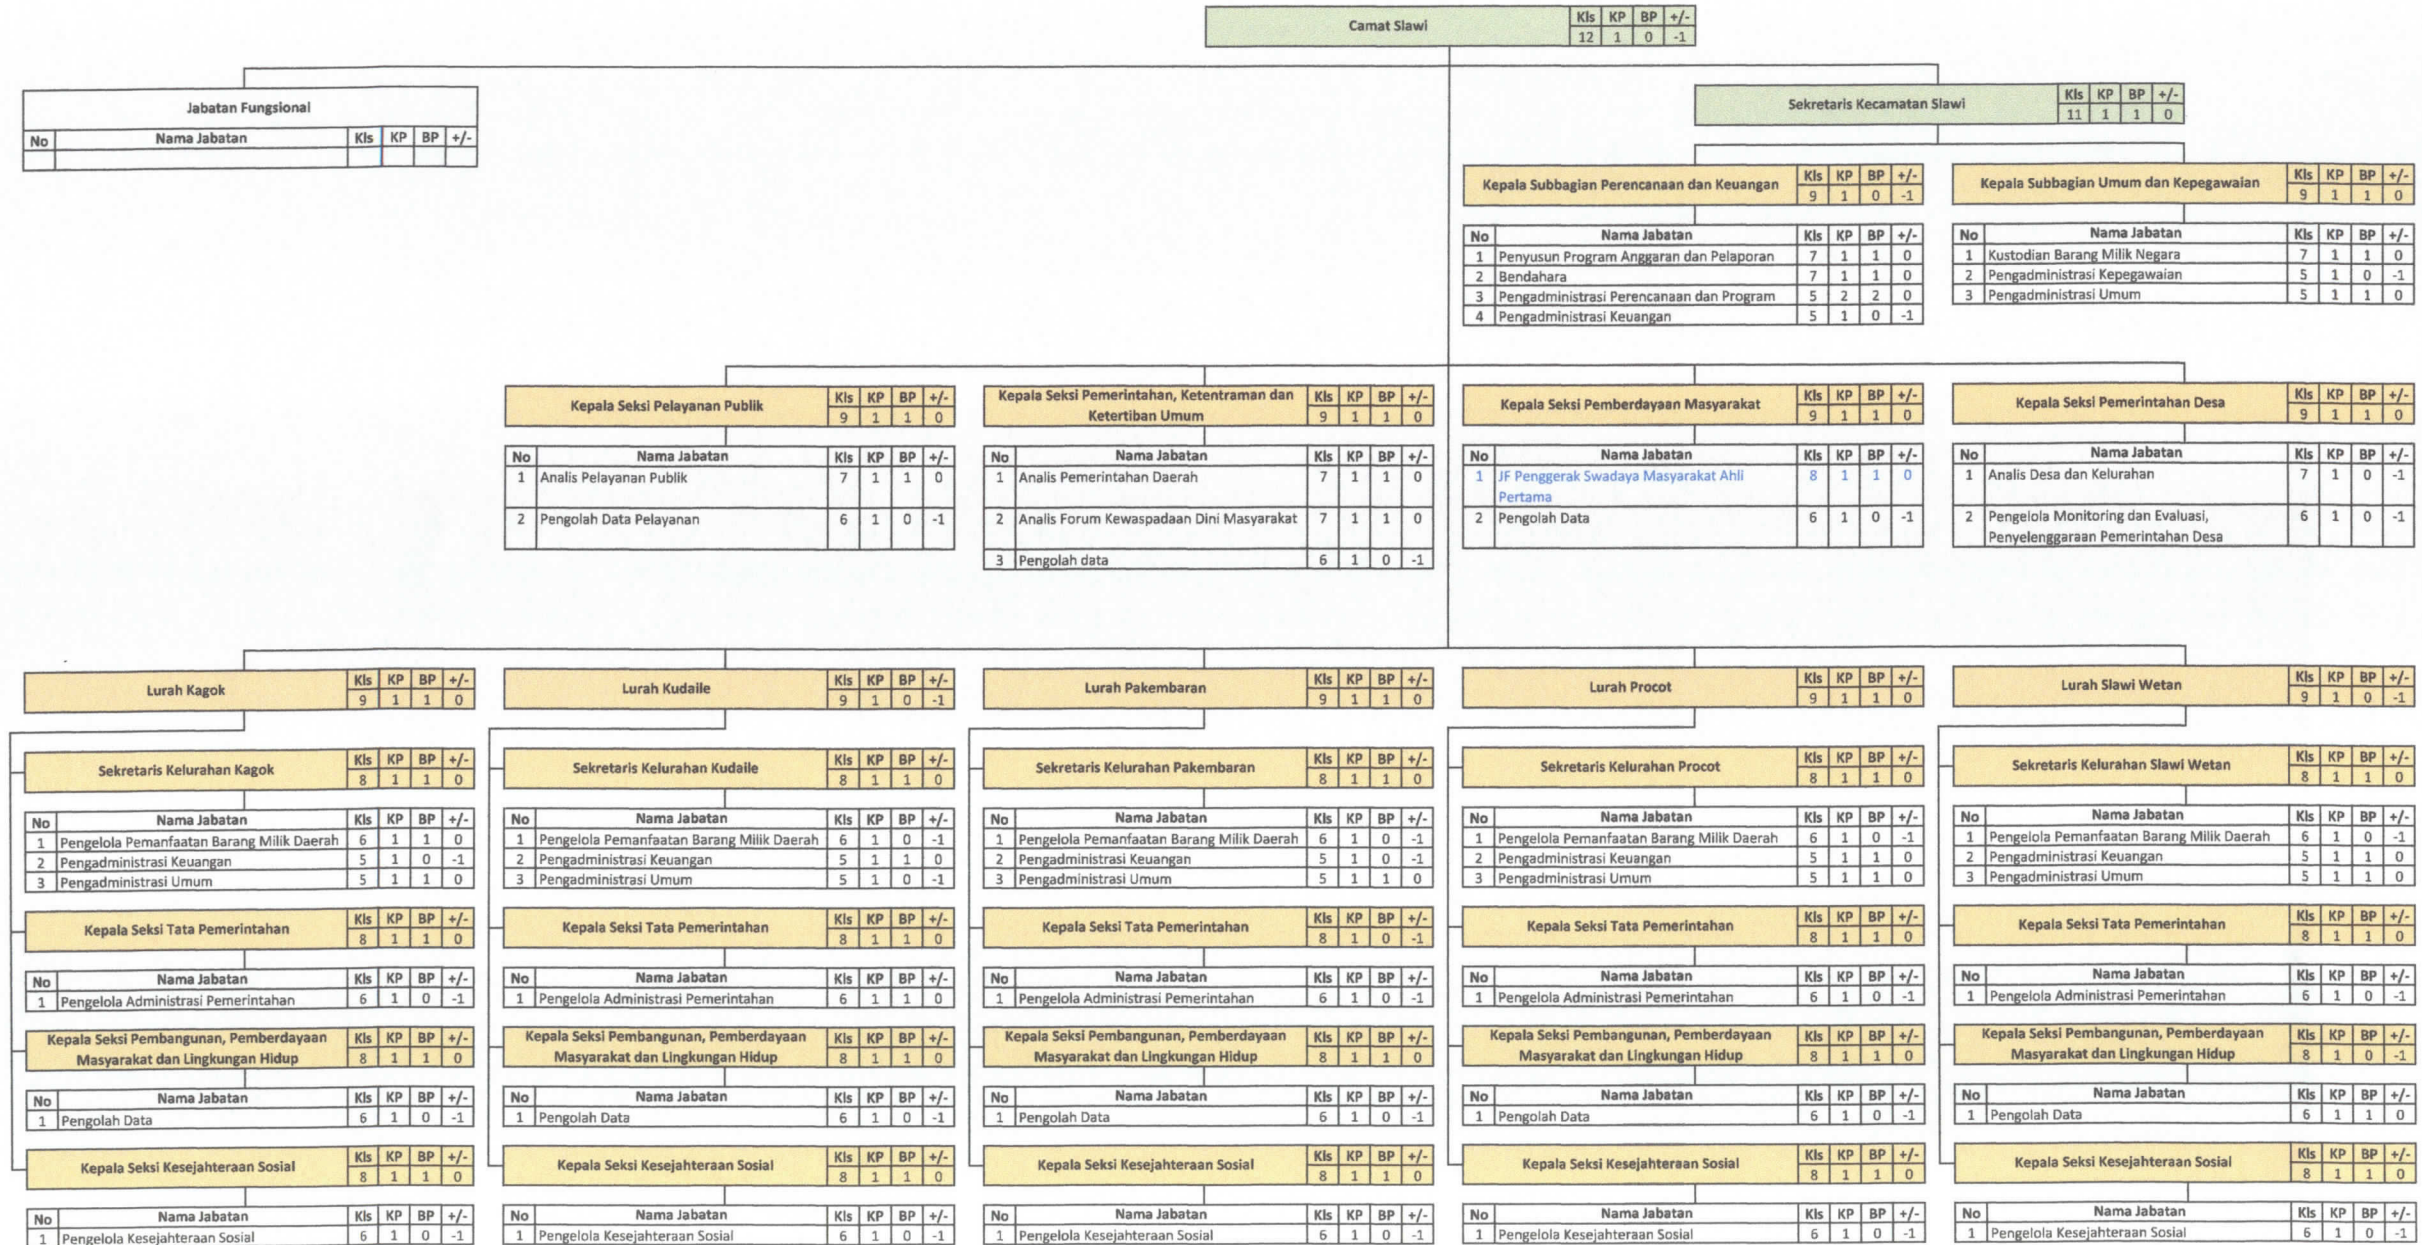 Camat Slawi
Kls KP BP +/-
12 1 0 -1
Jabatan Fungsional
No Nama Jabatan Kls KP BP +/-
Sekretaris Kecamatan Slawi
Kls KP BP +/-
11 1 1 0
Kepala Subbagian Perencanaan dan Keuangan
Kls KP BP +/-
9 1 0 -1
No Nama Jabatan Kls KP BP +/-
1 Penyusun Program Anggaran dan Pelaporan 7 1 1 0
2 Bendahara 7 1 1 0
3 Pengadministrasi Perencanaan dan Program 5 2 2 0
4 Pengadministrasi Keuangan 5 1 0 -1
Kepala Subbagian Umum dan Kepegawaian
Kls KP BP +/-
9 1 1 0
No Nama Jabatan Kls KP BP +/-
1 Kustodian Barang Milik Negara 7 1 1 0
2 Pengadministrasi Kepegawaian 5 1 0 -1
3 Pengadministrasi Umum 5 1 1 0
Kepala Seksi Pelayanan Publik
Kls KP BP +/-
9 1 1 0
No Nama Jabatan Kls KP BP +/-
1 Analis Pelayanan Publik 7 1 1 0
2 Pengolah Data Pelayanan 6 1 0 -1
Kepala Seksi Pemerintahan, Ketentraman dan
Ketertiban Umum
Kls KP BP +/-
9 1 1 0
No Nama Jabatan Kls KP BP +/-
1 Analis Pemerintahan Daerah 7 1 1 0
2 Analis Forum Kewaspadaan Dini Masyarakat 7 1 1 0
3 Pengolah data 6 1 0 -1
Kepala Seksi Pemberdayaan Masyarakat
Kls KP BP +/-
9 1 1 0
No Nama Jabatan Kls KP BP +/-
1 JF Penggerak Swadaya Masyarakat Ahli 8 1 1 0
Pertama
2 Pengolah Data 6 1 0 -1
Kepala Seksi Pemerintahan Desa
Kls KP BP +/-
9 1 1 0
No Nama Jabatan Kls KP BP +/-
1 Analis Desa dan Kelurahan 7 1 0 -1
2 Pengelola Monitoring dan Evaluasi, 6 1 0 -1
Penyelenggaraan Pemerintahan Desa
Lurah Kagok
Kls KP BP +/-
9 1 1 0
Sekretaris Kelurahan Kagok
Kls KP BP +/-
8 1 1 0
No Nama Jabatan Kls KP BP +/-
1 Pengelola Pemanfaatan Barang Milik Daerah 6 1 1 0
2 Pengadministrasi Keuangan 5 1 0 -1
3 Pengadministrasi Umum 5 1 1 0
Kepala Seksi Tata Pemerintahan
Kls KP BP +/-
8 1 1 0
No Nama Jabatan Kls KP BP +/-
1 Pengelola Administrasi Pemerintahan 6 1 0 -1
Kepala Seksi Pembangunan, Pemberdayaan
Masyarakat dan Lingkungan Hidup
Kls KP BP +/-
8 1 1 0
No Nama Jabatan Kls KP BP +/-
1 Pengolah Data 6 1 0 -1
Kepala Seksi Kesejahteraan Sosial
Kls KP BP +/-
8 1 1 0
No Nama Jabatan Kls KP BP +/-
1 Pengelola Kesejahteraan Sosial 6 1 0 -1
Lurah Kudaile
Kls KP BP +/-
9 1 0 -1
Sekretaris Kelurahan Kudaile
Kls KP BP +/-
8 1 1 0
No Nama Jabatan Kls KP BP +/-
1 Pengelola Pemanfaatan Barang Milik Daerah 6 1 0 -1
2 Pengadministrasi Keuangan 5 1 1 0
3 Pengadministrasi Umum 5 1 0 -1
Kepala Seksi Tata Pemerintahan
Kls KP BP +/-
8 1 1 0
No Nama Jabatan Kls KP BP +/-
1 Pengelola Administrasi Pemerintahan 6 1 1 0
Kepala Seksi Pembangunan, Pemberdayaan
Masyarakat dan Lingkungan Hidup
Kls KP BP +/-
8 1 1 0
No Nama Jabatan Kls KP BP +/-
1 Pengolah Data 6 1 0 -1
Kepala Seksi Kesejahteraan Sosial
Kls KP BP +/-
8 1 1 0
No Nama Jabatan Kls KP BP +/-
1 Pengelola Kesejahteraan Sosial 6 1 0 -1
Lurah Pakembaran
Kls KP BP +/-
9 1 1 0
Sekretaris Kelurahan Pakembaran
Kls KP BP +/-
8 1 1 0
No Nama Jabatan Kls KP BP +/-
1 Pengelola Pemanfaatan Barang Milik Daerah 6 1 0 -1
2 Pengadministrasi Keuangan 5 1 0 -1
3 Pengadministrasi Umum 5 1 1 0
Kepala Seksi Tata Pemerintahan
Kls KP BP +/-
8 1 0 -1
No Nama Jabatan Kls KP BP +/-
1 Pengelola Administrasi Pemerintahan 6 1 0 -1
Kepala Seksi Pembangunan, Pemberdayaan
Masyarakat dan Lingkungan Hidup
Kls KP BP +/-
8 1 1 0
No Nama Jabatan Kls KP BP +/-
1 Pengolah Data 6 1 0 -1
Kepala Seksi Kesejahteraan Sosial
Kls KP BP +/-
8 1 1 0
No Nama Jabatan Kls KP BP +/-
1 Pengelola Kesejahteraan Sosial 6 1 0 -1
Lurah Procot
Kls KP BP +/-
9 1 1 0
Sekretaris Kelurahan Procot
Kls KP BP +/-
8 1 1 0
No Nama Jabatan Kls KP BP +/-
1 Pengelola Pemanfaatan Barang Milik Daerah 6 1 0 -1
2 Pengadministrasi Keuangan 5 1 1 0
3 Pengadministrasi Umum 5 1 1 0
Kepala Seksi Tata Pemerintahan
Kls KP BP +/-
8 1 1 0
No Nama Jabatan Kls KP BP +/-
1 Pengelola Administrasi Pemerintahan 6 1 0 -1
Kepala Seksi Pembangunan, Pemberdayaan
Masyarakat dan Lingkungan Hidup
Kls KP BP +/-
8 1 1 0
No Nama Jabatan Kls KP BP +/-
1 Pengolah Data 6 1 0 -1
Kepala Seksi Kesejahteraan Sosial
Kls KP BP +/-
8 1 1 0
No Nama Jabatan Kls KP BP +/-
1 Pengelola Kesejahteraan Sosial 6 1 0 -1
Lurah Slawi Wetan
Kls KP BP +/-
9 1 0 -1
Sekretaris Kelurahan Slawi Wetan
Kls KP BP +/-
8 1 1 0
No Nama Jabatan Kls KP BP +/-
1 Pengelola Pemanfaatan Barang Milik Daerah 6 1 0 -1
2 Pengadministrasi Keuangan 5 1 1 0
3 Pengadministrasi Umum 5 1 1 0
Kepala Seksi Tata Pemerintahan
Kls KP BP +/-
8 1 1 0
No Nama Jabatan Kls KP BP +/-
1 Pengelola Administrasi Pemerintahan 6 1 0 -1
Kepala Seksi Pembangunan, Pemberdayaan
Masyarakat dan Lingkungan Hidup
Kls KP BP +/-
8 1 0 -1
No Nama Jabatan Kls KP BP +/-
1 Pengolah Data 6 1 1 0
Kepala Seksi Kesejahteraan Sosial
Kls KP BP +/-
8 1 1 0
No Nama Jabatan Kls KP BP +/-
1 Pengelola Kesejahteraan Sosial 6 1 0 -1